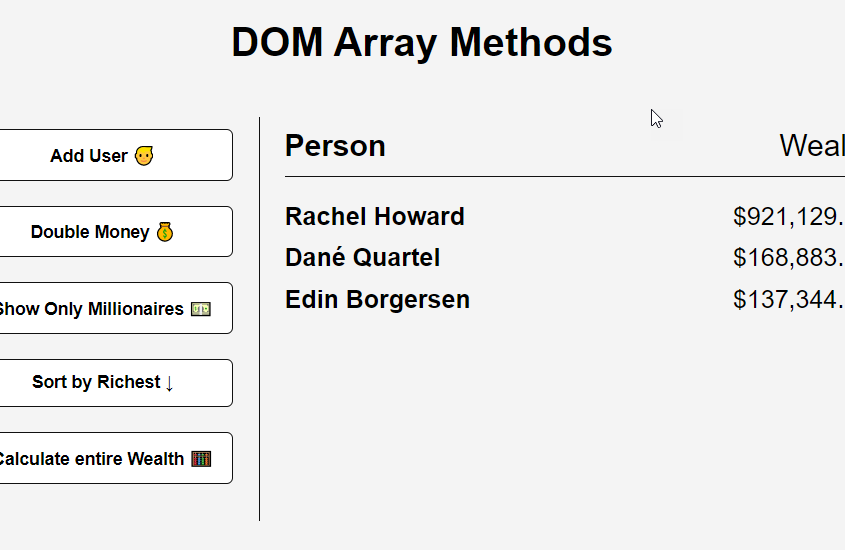 DOM Array Methods
Add User
Double Money
Show Only Millionaires
Sort by Richest ↓
Calculate entire Wealth
Person Weal
Rachel Howard $921,129.
Dané Quartel $168,883.
Edin Borgersen $137,344.